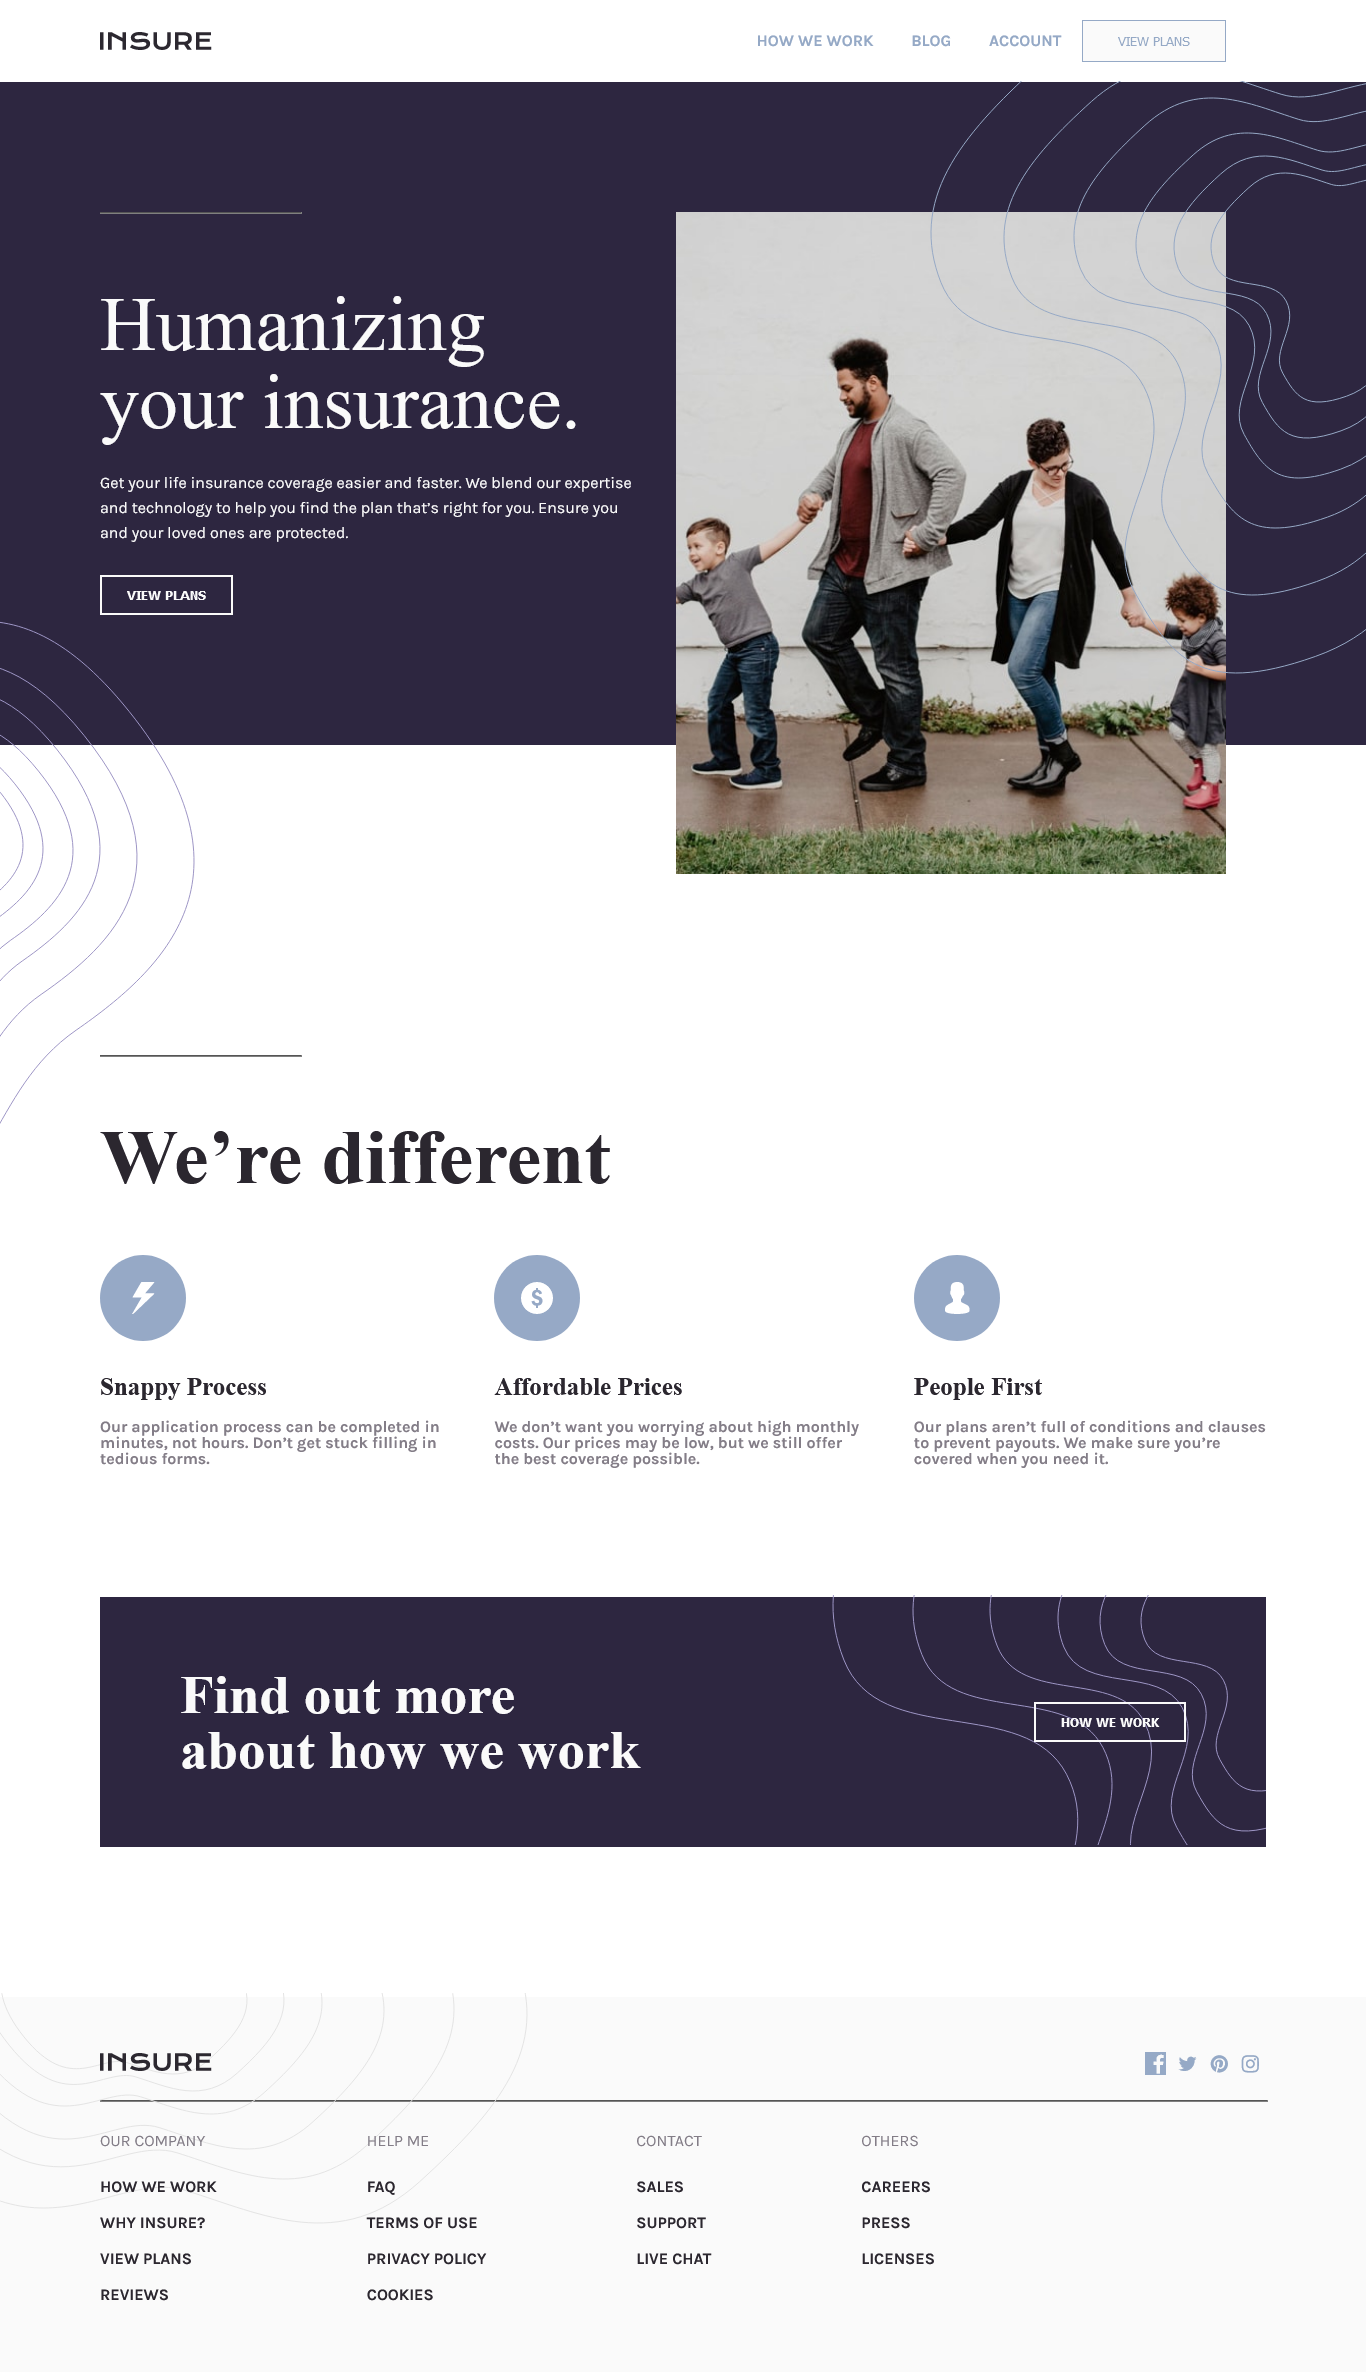 INSURE
HOW WE WORK BLOG ACCOUNT VIEW PLANS
Humanizing
your insurance.
Get your life insurance coverage easier and faster. We blend our expertise
and technology to help you find the plan that’s right for you. Ensure you
and your loved ones are protected.
VIEW PLANS
We’re different
Snappy Process
Our application process can be completed in
minutes, not hours. Don’t get stuck filling in
tedious forms.
Affordable Prices
We don’t want you worrying about high monthly
costs. Our prices may be low, but we still offer
the best coverage possible.
People First
Our plans aren’t full of conditions and clauses
to prevent payouts. We make sure you’re
covered when you need it.
Find out more
about how we work
HOW WE WORK
INSURE
OUR COMPANY
HOW WE WORK
WHY INSURE?
VIEW PLANS
REVIEWS
HELP ME
FAQ
TERMS OF USE
PRIVACY POLICY
COOKIES
CONTACT
SALES
SUPPORT
LIVE CHAT
OTHERS
CAREERS
PRESS
LICENSES